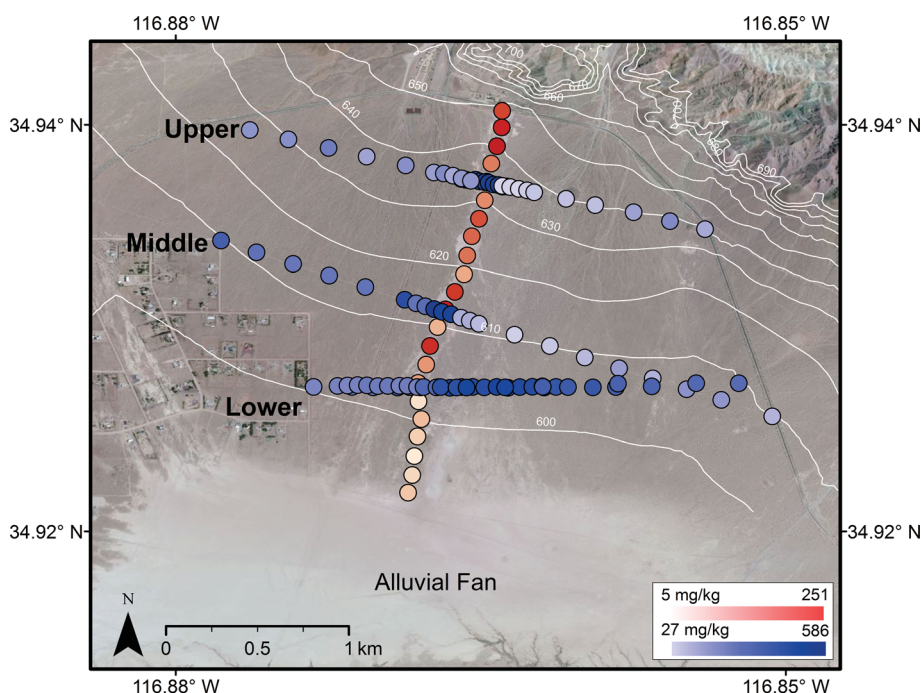 116.88° W
116.85° W
700
670
660
650
640
700
680
690
34.94° N
34.94° N
Upper
630
Middle
620
610
Lower
600
34.92° N
34.92° N
Alluvial Fan
5 mg/kg 251
27 mg/kg 586
N
0 0.5 1 km
116.88° W
116.85° W